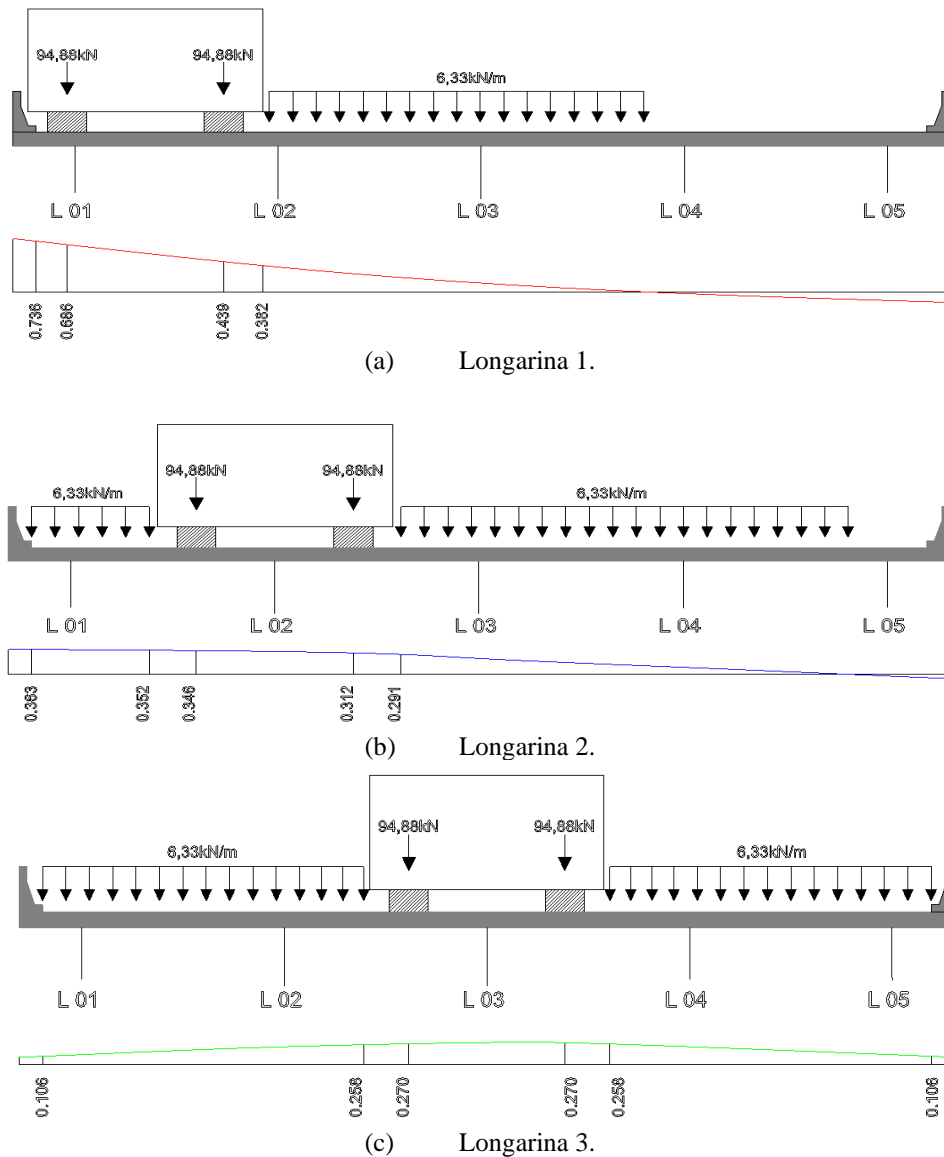 94,88kN 94,88kN
6,33kN/m
L 01 L 02 L 03 L 04 L 05
0.736 0.686 0.439 0.382
(a) Longarina 1.
94,88kN 94,88kN
6,33kN/m 6,33kN/m
L 01 L 02 L 03 L 04 L 05
0.363 0.352 0.346 0.312 0.291
(b) Longarina 2.
94,88kN 94,88kN
6,33kN/m 6,33kN/m
L 01 L 02 L 03 L 04 L 05
0.106 0.258 0.270 0.270 0.258 0.106
(c) Longarina 3.